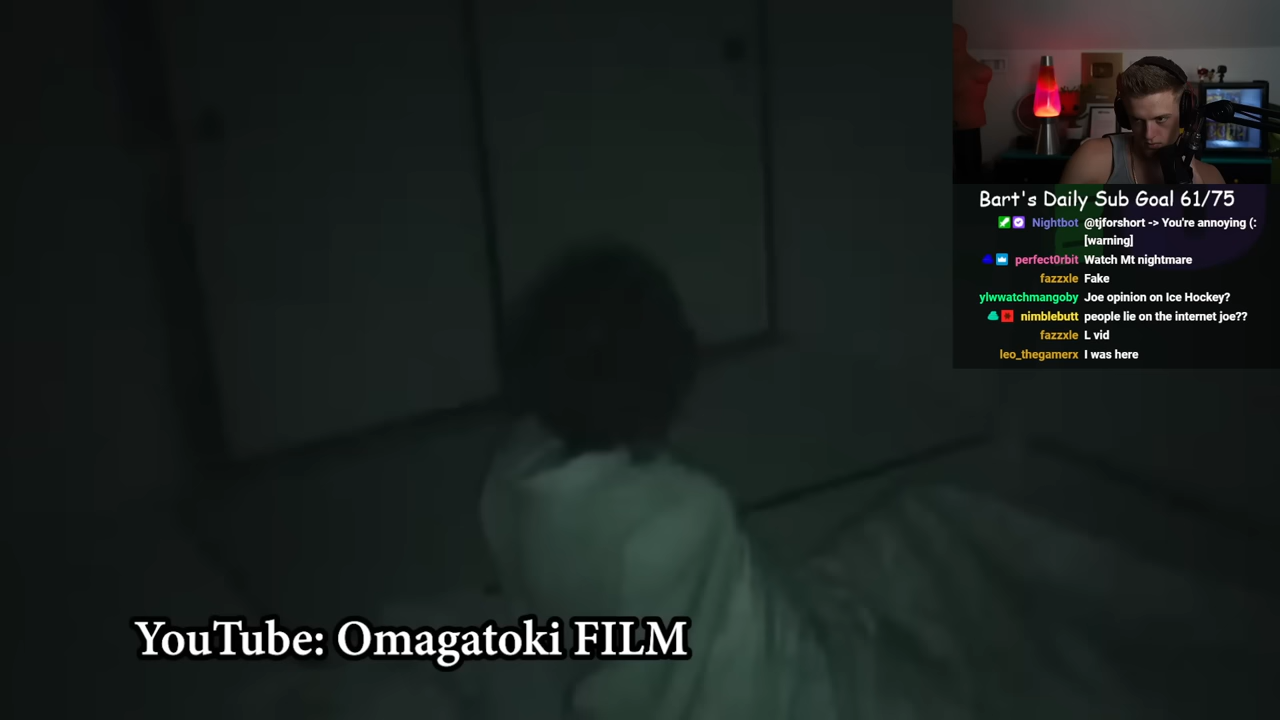 Bart's Daily Sub Goal 61/75
Nightbot @tjforshort -> You're annoying (:
[warning]
perfect0rbit Watch Mt nightmare
fazzxle Fake
ylwwatchmangoby Joe opinion on Ice Hockey?
nimblebutt people lie on the internet joe??
fazzxle L vid
leo_thegamerx I was here
YouTube: Omagatoki FILM